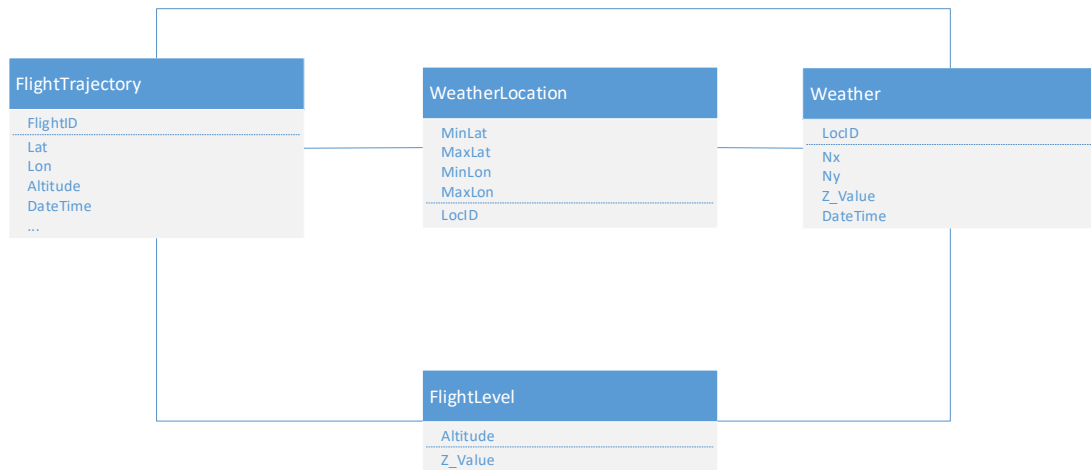 FlightTrajectory
FlightID
Lat
Lon
Altitude
DateTime
...
WeatherLocation
MinLat
MaxLat
MinLon
MaxLon
LocID
Weather
LocID
Nx
Ny
Z_Value
DateTime
FlightLevel
Altitude
Z_Value